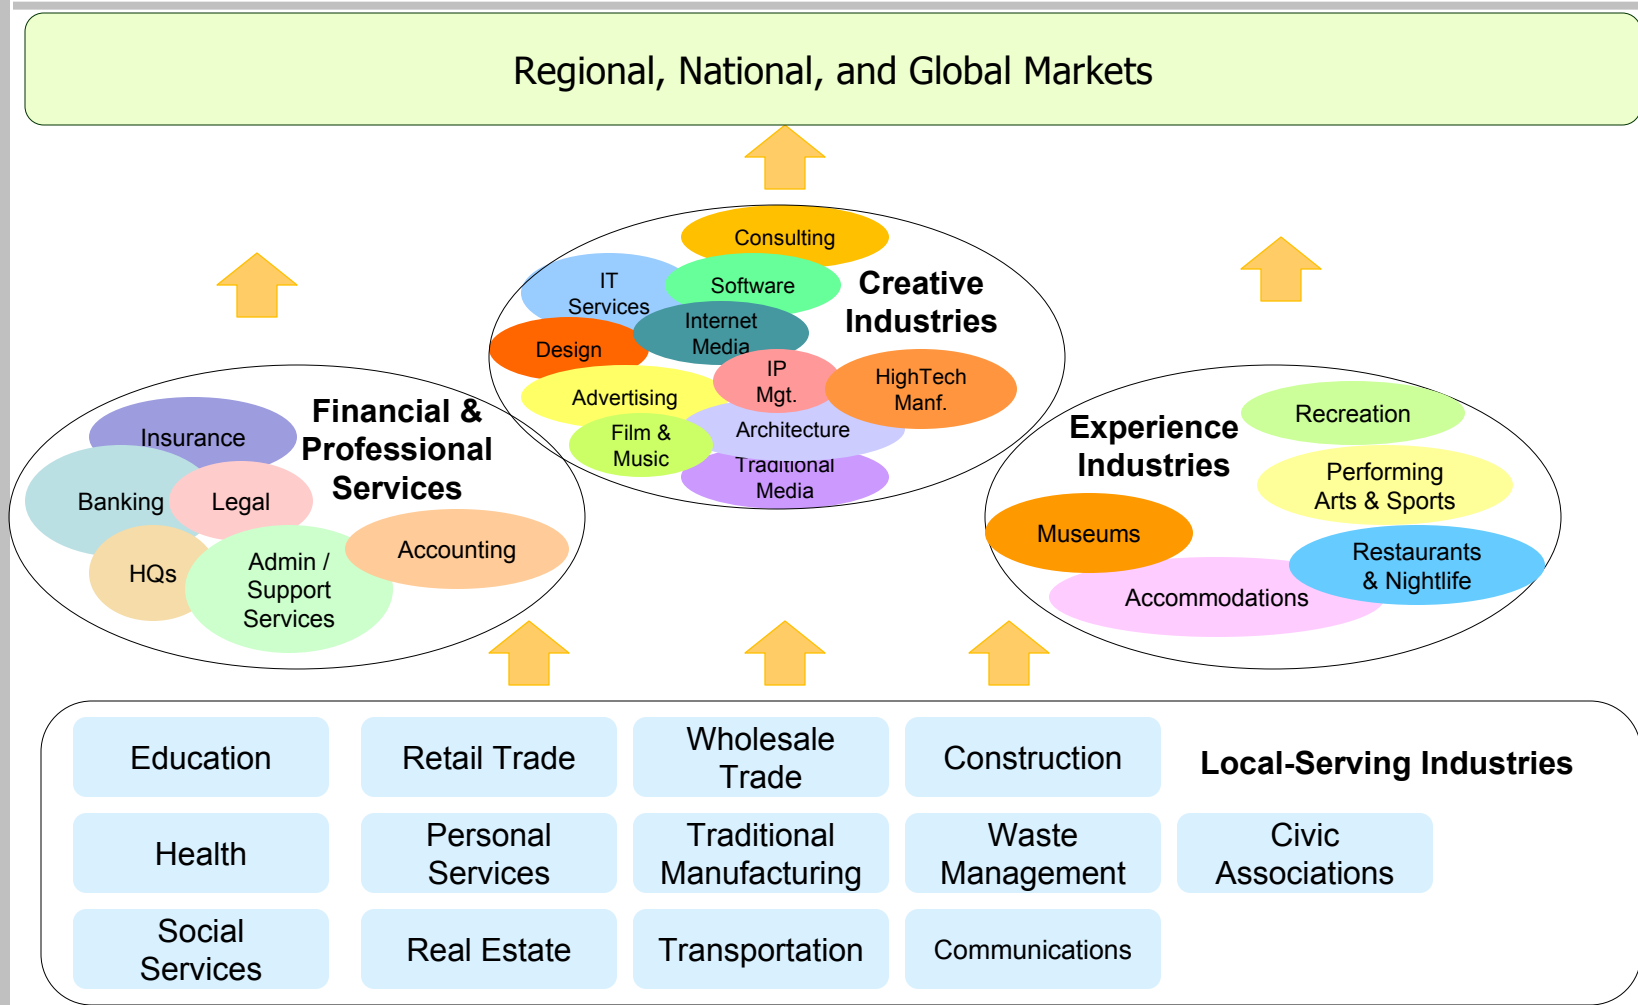 Regional, National, and Global Markets
Consulting
IT
Services
Software
Creative
Industries
Internet
Media
Design
IP
Mgt.
HighTech
Manf.
Advertising
Architecture
Film &
Music
Traditional
Media
Financial &
Professional
Services
Insurance
Banking
Legal
Accounting
HQs
Admin /
Support
Services
Experience
Industries
Recreation
Performing
Arts & Sports
Museums
Restaurants
& Nightlife
Accommodations
Education
Retail Trade
Wholesale
Trade
Construction
Local-Serving Industries
Health
Personal
Services
Traditional
Manufacturing
Waste
Management
Civic
Associations
Social
Services
Real Estate
Transportation
Communications